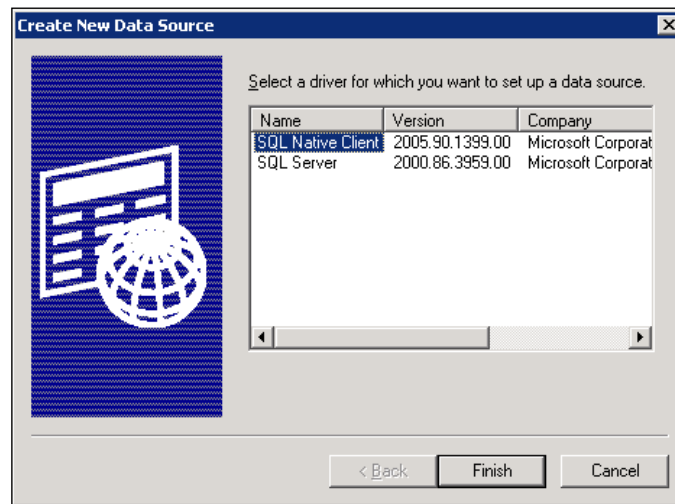 Create New Data Source
Select a driver for which you want to set up a data source.
Name Version Company
SQL Native Client 2005.90.1399.00 Microsoft Corporat
SQL Server 2000.86.3959.00 Microsoft Corporat
< Back Finish Cancel